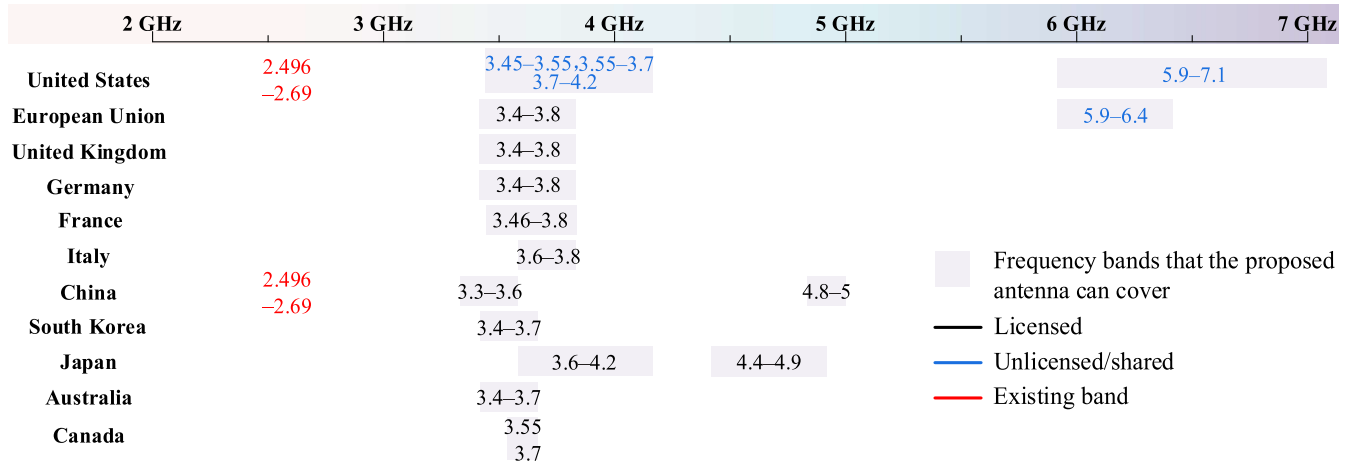 2 GHz 3 GHz 4 GHz 5 GHz 6 GHz 7 GHz
United States 2.496 –2.69 3.45–3.55,3.55–3.7 3.7–4.2 5.9–7.1
European Union 3.4–3.8 5.9–6.4
United Kingdom 3.4–3.8
Germany 3.4–3.8
France 3.46–3.8
Italy 3.6–3.8
China 2.496 –2.69 3.3–3.6 4.8–5
South Korea 3.4–3.7
Japan 3.6–4.2 4.4–4.9
Australia 3.4–3.7
Canada 3.55 3.7
Frequency bands that the proposed
antenna can cover
Licensed
Unlicensed/shared
Existing band